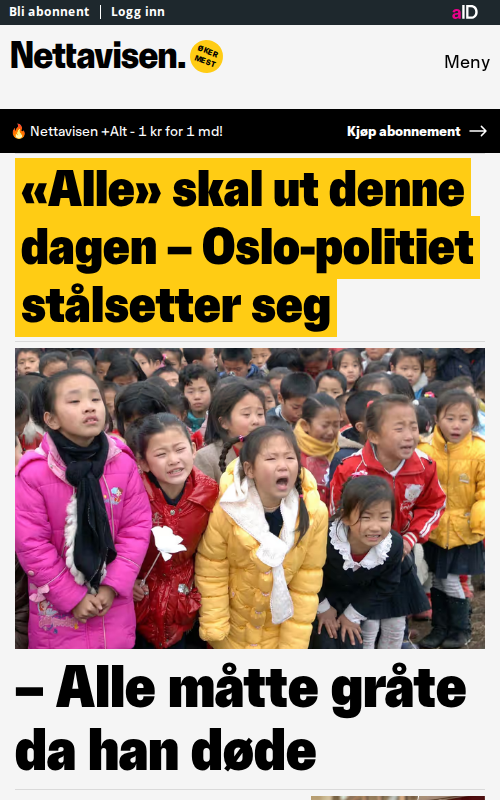 Bli abonnent | Logg inn
aID
Nettavisen.
ØKER
MEST
Meny
🔥 Nettavisen +Alt - 1 kr for 1 md!
Kjøp abonnement →
«Alle» skal ut denne
dagen – Oslo-politiet
stålsetter seg
– Alle måtte gråte
da han døde